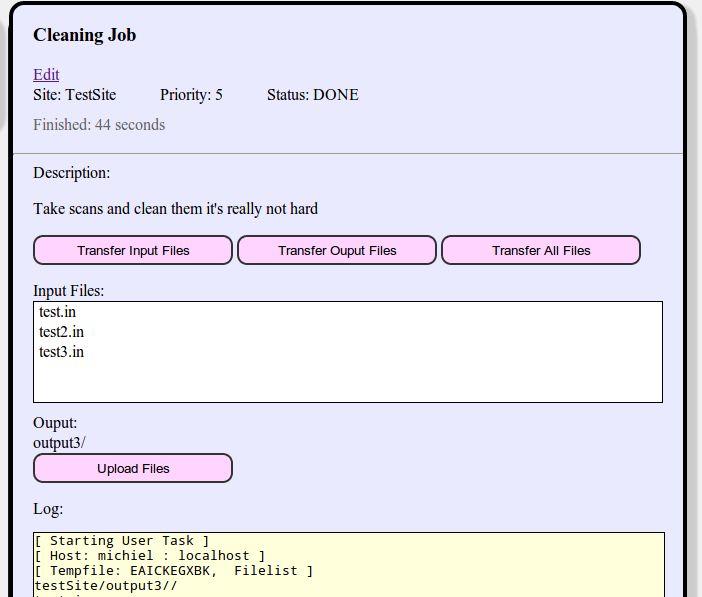 Cleaning Job
Edit
Site: TestSite Priority: 5 Status: DONE
Finished: 44 seconds
Description:
Take scans and clean them it's really not hard
Transfer Input Files Transfer Ouput Files Transfer All Files
Input Files:
test.in
test2.in
test3.in
Ouput:
output3/
Upload Files
Log:
[ Starting User Task ]
[ Host: michiel : localhost ]
[ Tempfile: EAICKEGXBK,  Filelist ]
testSite/output3//